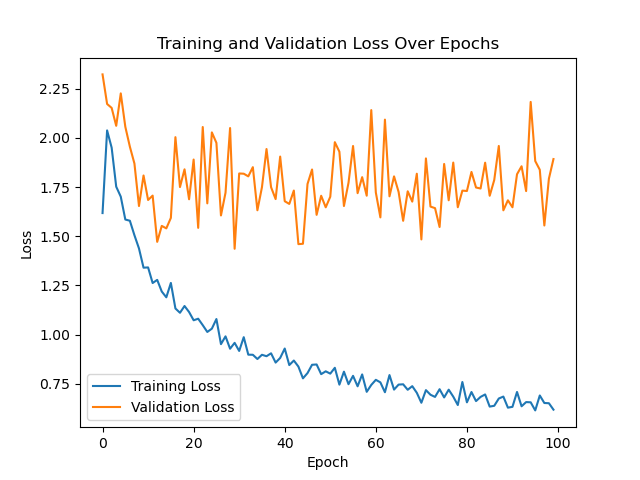 Training and Validation Loss Over Epochs
2.25
2.00
1.75
1.50
1.25
1.00
0.75
Loss
Training Loss
Validation Loss
0 20 40 60 80 100
Epoch